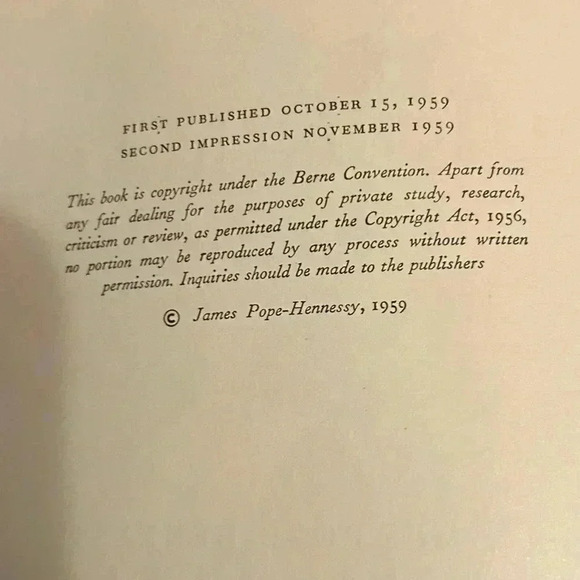 FIRST PUBLISHED OCTOBER 15, 1959
SECOND IMPRESSION NOVEMBER 1959
This book is copyright under the Berne Convention. Apart from
any fair dealing for the purposes of private study, research,
criticism or review, as permitted under the Copyright Act, 1956,
no portion may be reproduced by any process without written
permission. Inquiries should be made to the publishers
© James Pope-Hennessy, 1959